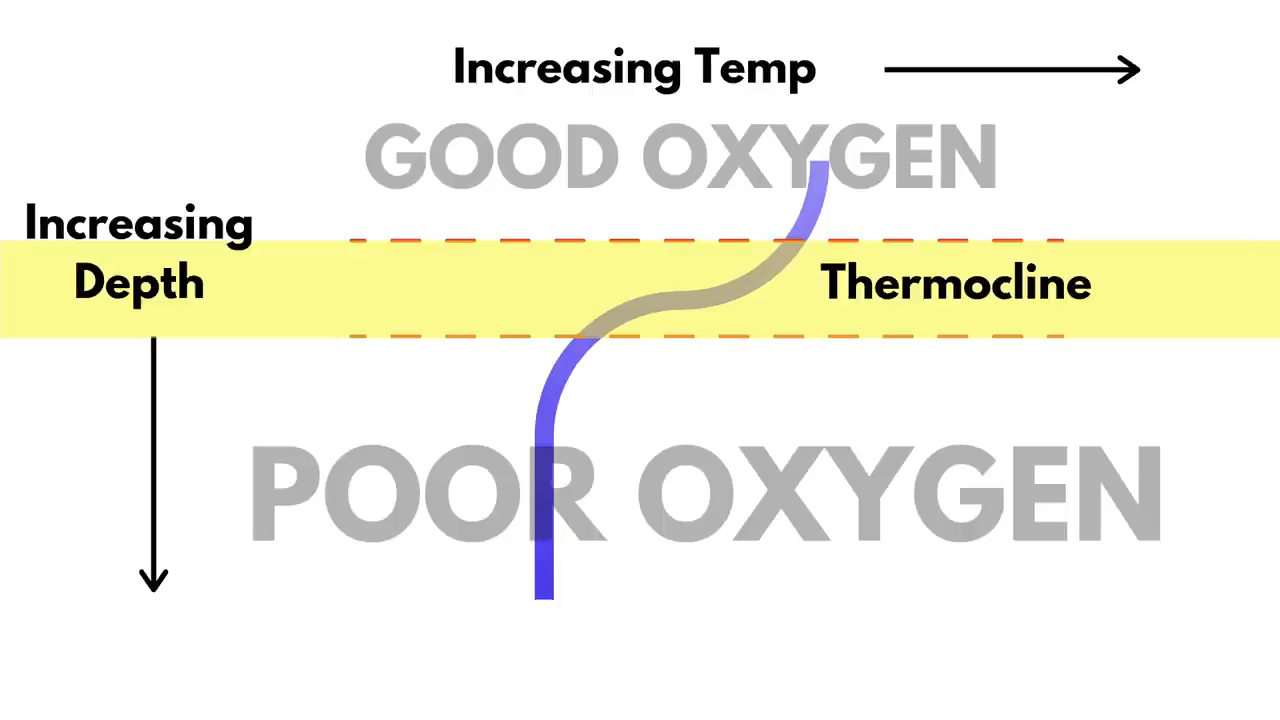 Increasing Temp
GOOD OXYGEN
Increasing
Depth
Thermocline
POOR OXYGEN